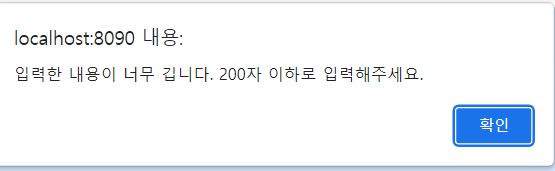 localhost:8090 내용:
입력한 내용이 너무 깁니다. 200자 이하로 입력해주세요.
확인